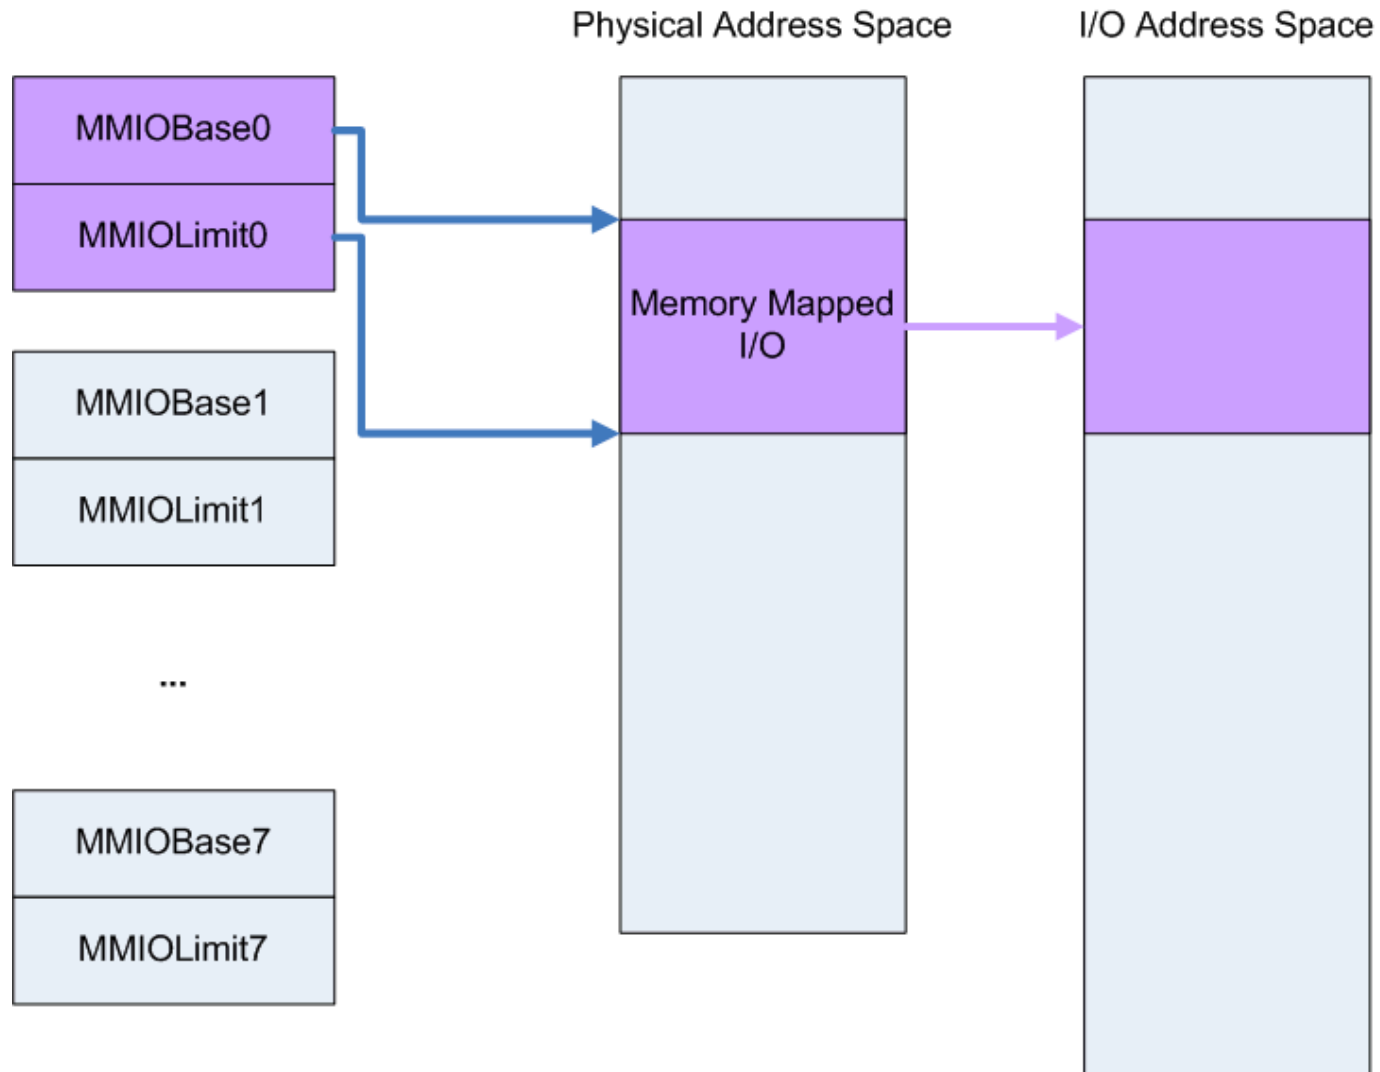 Physical Address Space
I/O Address Space
MMIOBase0
MMIOLimit0
Memory Mapped
I/O
MMIOBase1
MMIOLimit1
...
MMIOBase7
MMIOLimit7